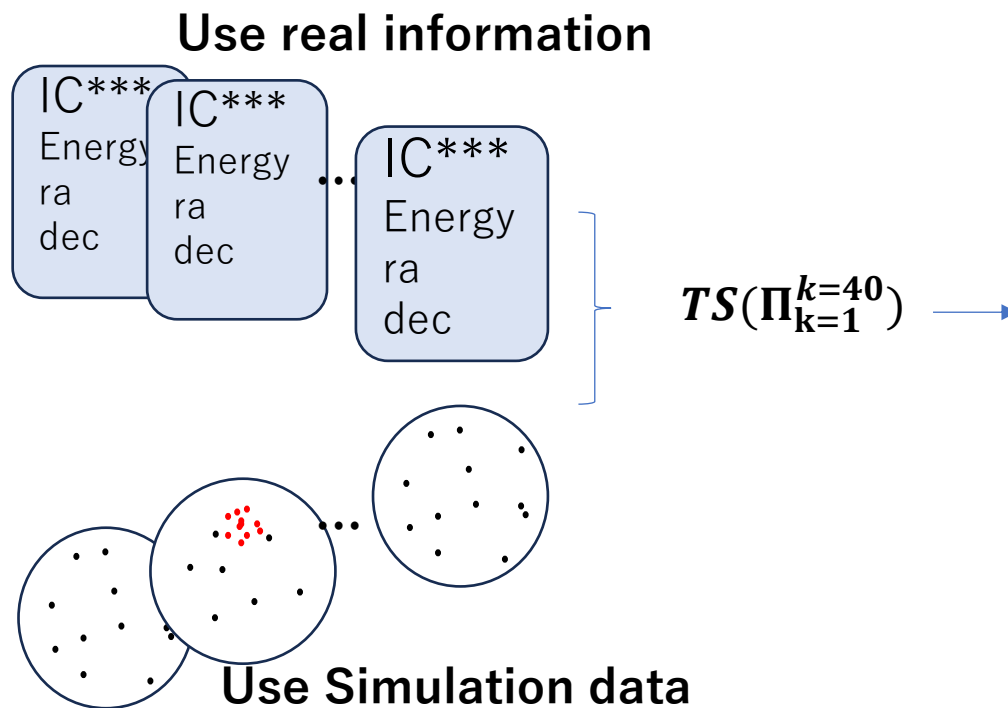 Use real information
IC***
Energy
ra
dec
IC***
Energy
ra
dec
...
IC***
Energy
ra
dec
TS(Π_{k=1}^{k=40})
...
Use Simulation data